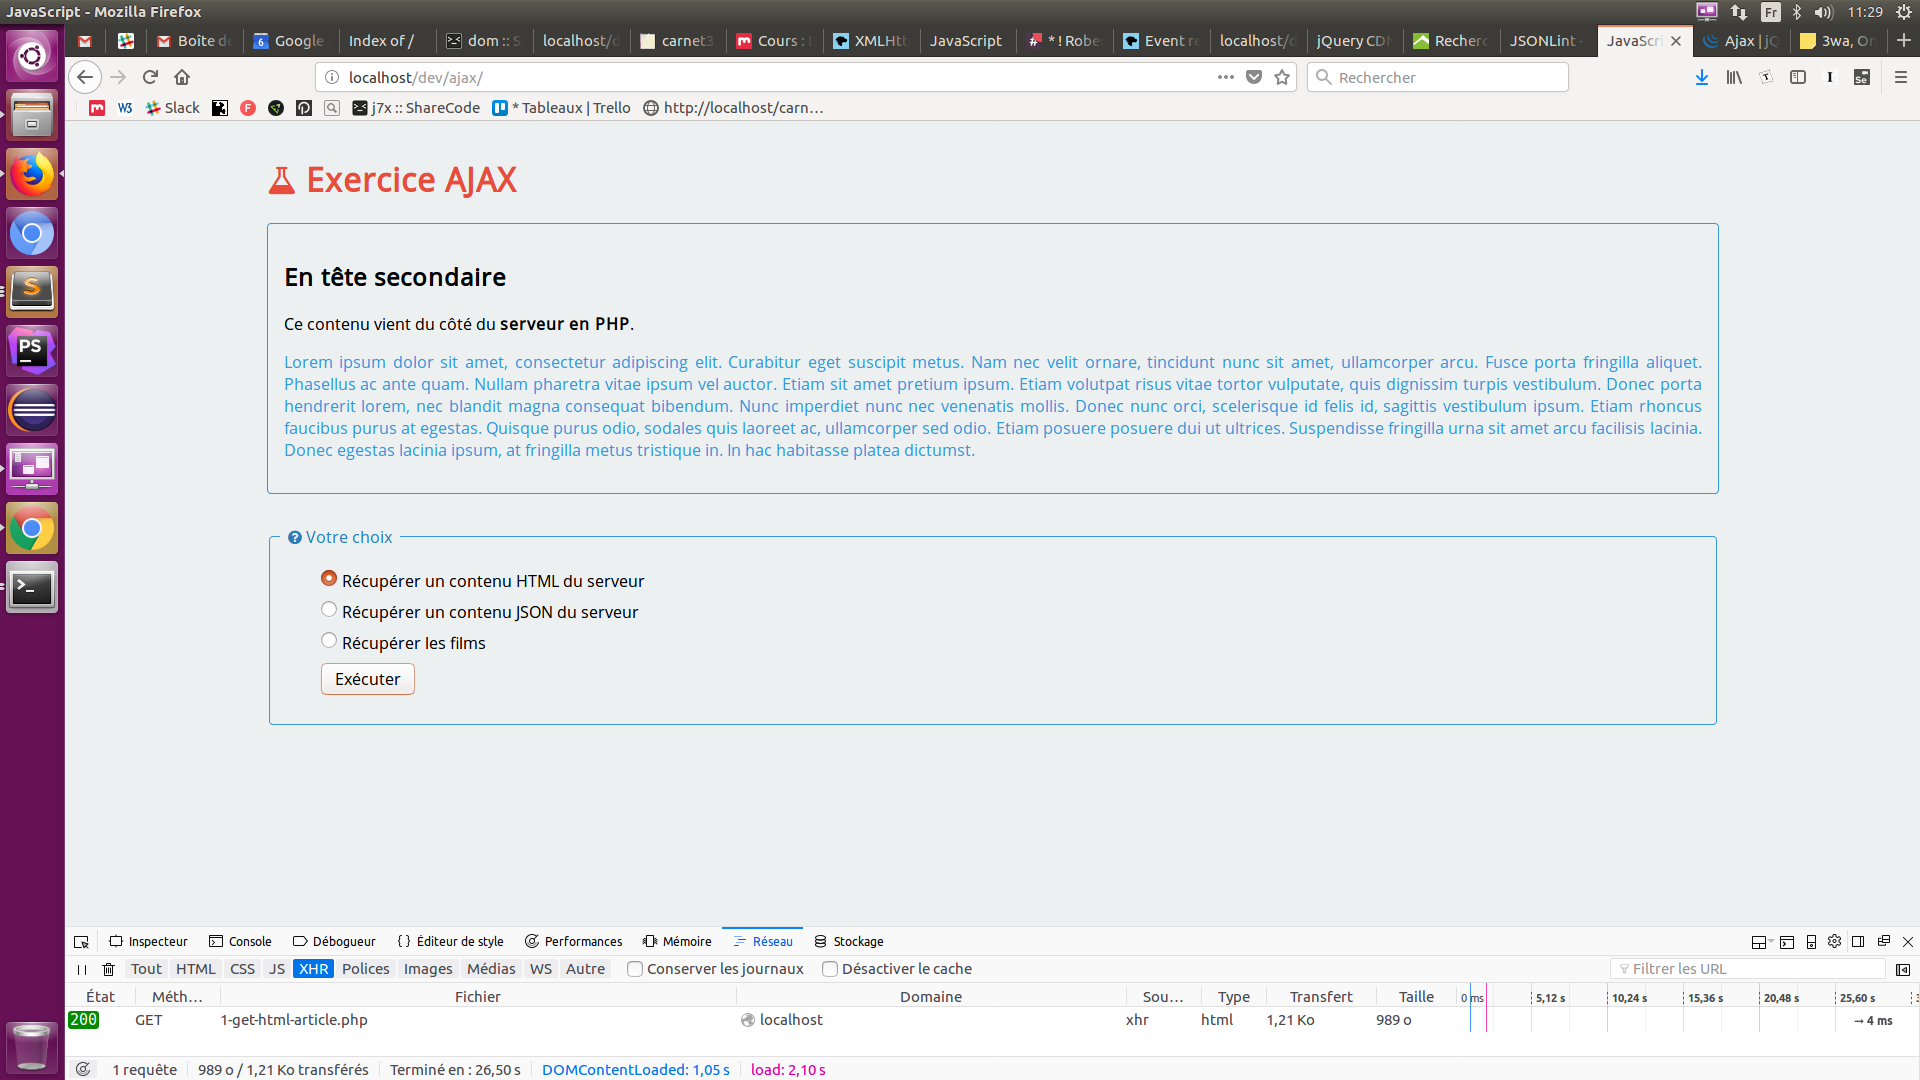 JavaScript - Mozilla Firefox
Fr 11:29
Boîte de Google Index of / dom :: S localhost/d carnet3 Cours : D XMLHt JavaScript * ! Robe Event re localhost/d jQuery CDN Recherc JSONLint - JavaScri Ajax | jQ 3wa, On
localhost/dev/ajax/ Rechercher
W3 Slack j7x :: ShareCode * Tableaux | Trello http://localhost/carn...
Exercice AJAX
En tête secondaire
Ce contenu vient du côté du serveur en PHP.
Lorem ipsum dolor sit amet, consectetur adipiscing elit. Curabitur eget suscipit metus. Nam nec velit ornare, tincidunt nunc sit amet, ullamcorper arcu. Fusce porta fringilla aliquet.
Phasellus ac ante quam. Nullam pharetra vitae ipsum vel auctor. Etiam sit amet pretium ipsum. Etiam volutpat risus vitae tortor vulputate, quis dignissim turpis vestibulum. Donec porta
hendrerit lorem, nec blandit magna consequat bibendum. Nunc imperdiet nunc nec venenatis mollis. Donec nunc orci, scelerisque id felis id, sagittis vestibulum ipsum. Etiam rhoncus
faucibus purus at egestas. Quisque purus odio, sodales quis laoreet ac, ullamcorper sed odio. Etiam posuere posuere dui ut ultrices. Suspendisse fringilla urna sit amet arcu facilisis lacinia.
Donec egestas lacinia ipsum, at fringilla metus tristique in. In hac habitasse platea dictumst.
Votre choix
Récupérer un contenu HTML du serveur
Récupérer un contenu JSON du serveur
Récupérer les films
Exécuter
Inspecteur Console Débogueur Éditeur de style Performances Mémoire Réseau Stockage
Tout HTML CSS JS XHR Polices Images Médias WS Autre Conserver les journaux Désactiver le cache Filtrer les URL
État Méth... Fichier Domaine Sou... Type Transfert Taille 0 ms 5,12 s 10,24 s 15,36 s 20,48 s 25,60 s
200 GET 1-get-html-article.php localhost xhr html 1,21 Ko 989 o → 4 ms
1 requête 989 o / 1,21 Ko transférés Terminé en : 26,50 s DOMContentLoaded: 1,05 s load: 2,10 s